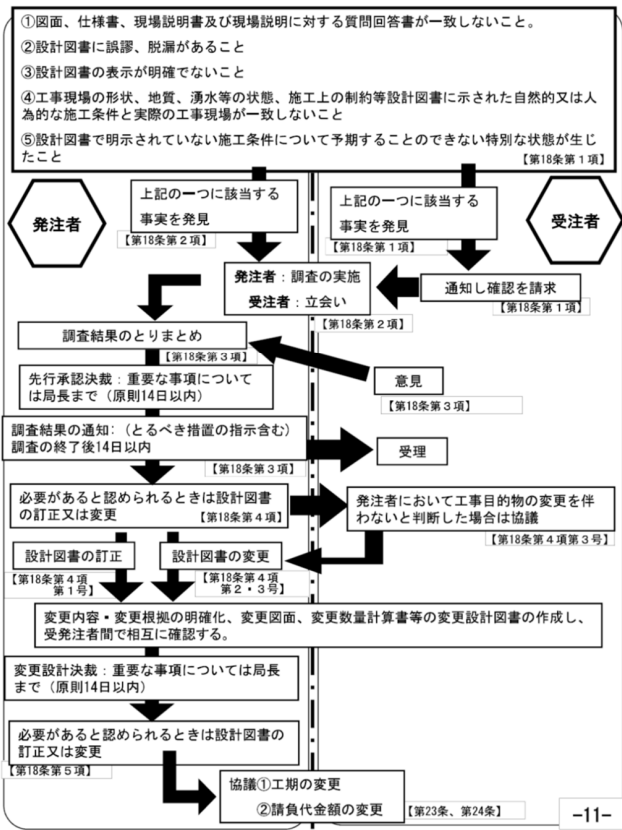 ①図面、仕様書、現場説明書及び現場説明に対する質問回答書が一致しないこと。
②設計図書に誤謬、脱漏があること
③設計図書の表示が明確でないこと
④工事現場の形状、地質、湧水等の状態、施工上の制約等設計図書に示された自然的又は人
為的な施工条件と実際の工事現場が一致しないこと
⑤設計図書で明示されていない施工条件について予期することのできない特別な状態が生じ
たこと
【第18条第１項】
発注者
上記の一つに該当する
事実を発見
【第18条第２項】
上記の一つに該当する
事実を発見
【第18条第１項】
受注者
発注者：調査の実施
受注者：立会い
【第18条第２項】
通知し確認を請求
【第18条第１項】
調査結果のとりまとめ
【第18条第３項】
意見
【第18条第３項】
先行承認決裁：重要な事項について
は局長まで（原則14日以内）
調査結果の通知:（とるべき措置の指示含む）
調査の終了後14日以内
【第18条第３項】
受理
必要があると認められるときは設計図書
の訂正又は変更
【第18条第４項】
発注者において工事目的物の変更を伴
わないと判断した場合は協議
【第18条第４項第３号】
設計図書の訂正
【第18条第４項
第１号】
設計図書の変更
【第18条第４項
第２・３号】
変更内容・変更根拠の明確化、変更図面、変更数量計算書等の変更設計図書の作成し、
受発注者間で相互に確認する。
変更設計決裁：重要な事項については局長
まで（原則14日以内）
必要があると認められるときは設計図書の
訂正又は変更
【第18条第５項】
協議①工期の変更
②請負代金額の変更
【第23条、第24条】
-11-